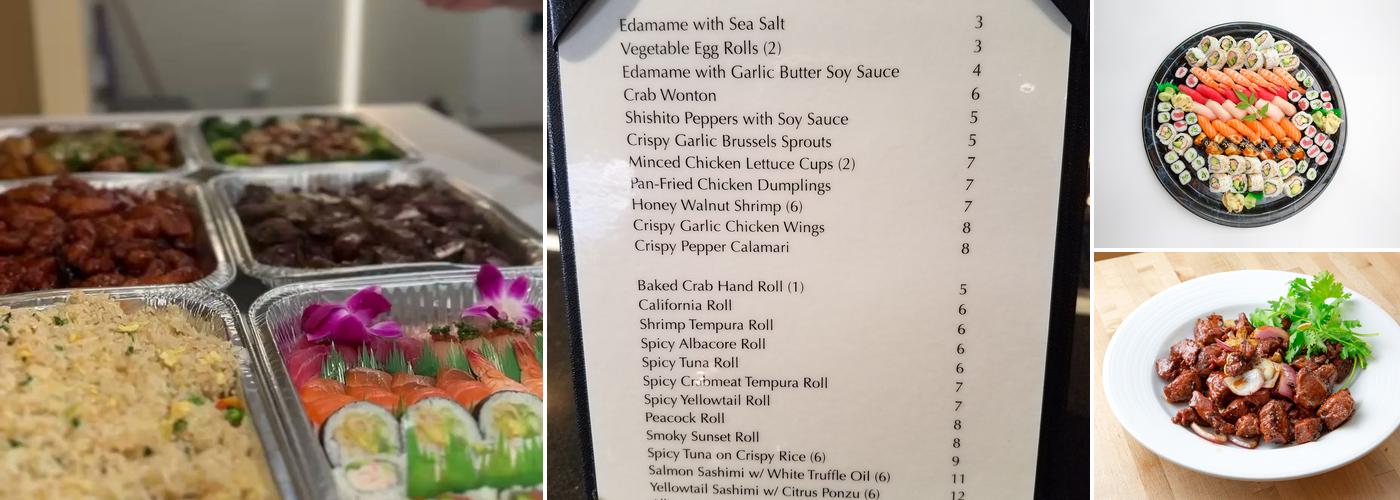 Edamame with Sea Salt 3
Vegetable Egg Rolls (2) 3
Edamame with Garlic Butter Soy Sauce 4
Crab Wonton 6
Shishito Peppers with Soy Sauce 5
Crispy Garlic Brussels Sprouts 5
Minced Chicken Lettuce Cups (2) 7
Pan-Fried Chicken Dumplings 7
Honey Walnut Shrimp (6) 7
Crispy Garlic Chicken Wings 8
Crispy Pepper Calamari 8
Baked Crab Hand Roll (1) 5
California Roll 6
Shrimp Tempura Roll 6
Spicy Albacore Roll 6
Spicy Tuna Roll 6
Spicy Crabmeat Tempura Roll 7
Spicy Yellowtail Roll 7
Peacock Roll 8
Smoky Sunset Roll 8
Spicy Tuna on Crispy Rice (6) 9
Salmon Sashimi w/ White Truffle Oil (6) 11
Yellowtail Sashimi w/ Citrus Ponzu (6) 12